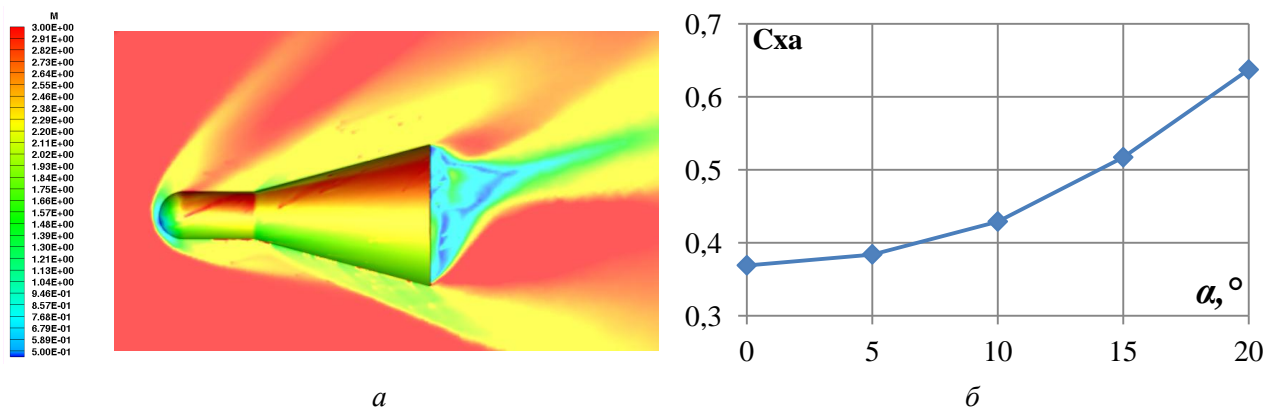 M
3.00E+00
2.91E+00
2.82E+00
2.73E+00
2.64E+00
2.55E+00
2.46E+00
2.38E+00
2.29E+00
2.20E+00
2.11E+00
2.02E+00
1.93E+00
1.84E+00
1.75E+00
1.66E+00
1.57E+00
1.48E+00
1.39E+00
1.30E+00
1.21E+00
1.13E+00
1.04E+00
9.46E-01
8.57E-01
7.68E-01
6.79E-01
5.89E-01
5.00E-01
а
0,7
Cxa
0,6
0,5
0,4
0,3
α,°
0 5 10 15 20
б